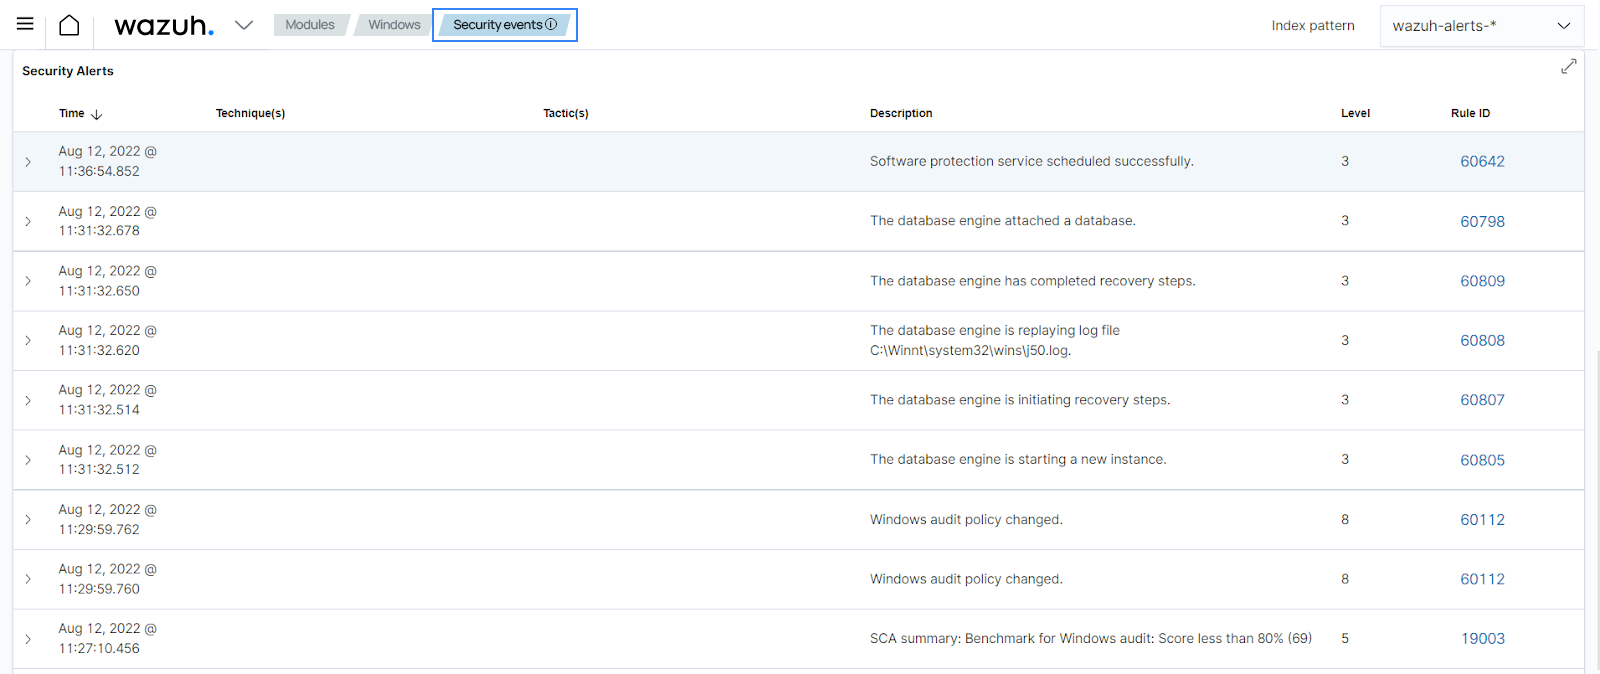 wazuh. Modules Windows Security events Index pattern wazuh-alerts-*
Security Alerts
Time Technique(s) Tactic(s) Description Level Rule ID
Aug 12, 2022 @
11:36:54.852
Software protection service scheduled successfully. 3 60642
Aug 12, 2022 @
11:31:32.678
The database engine attached a database. 3 60798
Aug 12, 2022 @
11:31:32.650
The database engine has completed recovery steps. 3 60809
Aug 12, 2022 @
11:31:32.620
The database engine is replaying log file
C:\Winnt\system32\wins\j50.log.
3 60808
Aug 12, 2022 @
11:31:32.514
The database engine is initiating recovery steps. 3 60807
Aug 12, 2022 @
11:31:32.512
The database engine is starting a new instance. 3 60805
Aug 12, 2022 @
11:29:59.762
Windows audit policy changed. 8 60112
Aug 12, 2022 @
11:29:59.760
Windows audit policy changed. 8 60112
Aug 12, 2022 @
11:27:10.456
SCA summary: Benchmark for Windows audit: Score less than 80% (69) 5 19003